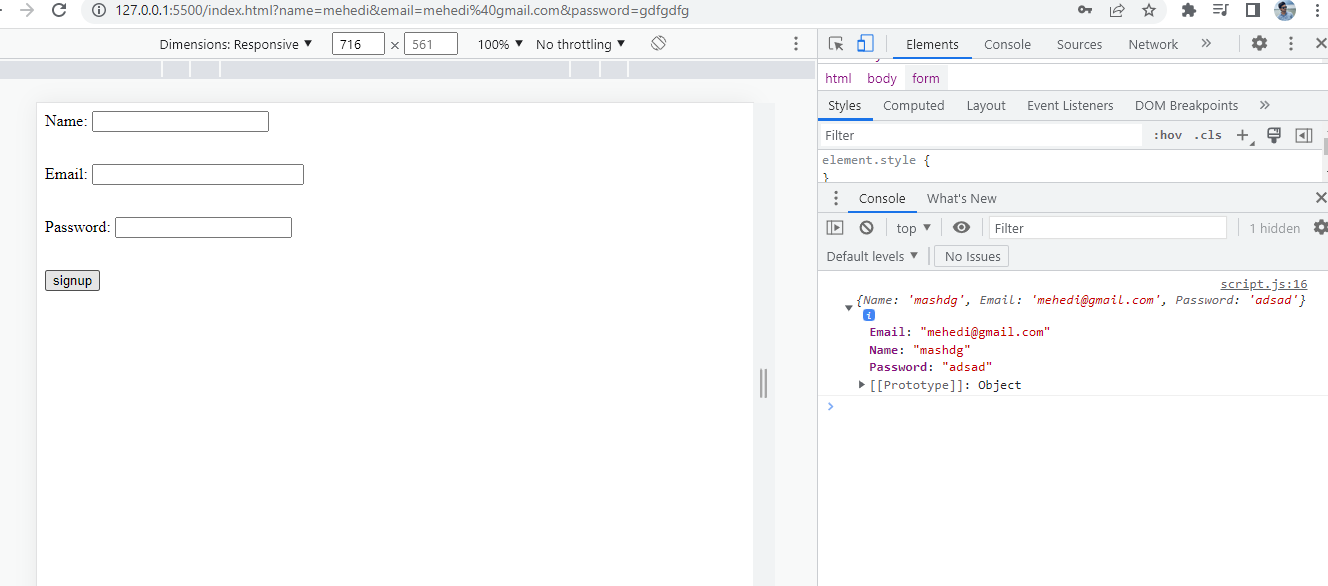 127.0.0.1:5500/index.html?name=mehedi&email=mehedi%40gmail.com&password=gdfgdfg
Dimensions: Responsive ▼ 716 × 561 100% ▼ No throttling ▼
Elements Console Sources Network »
html body form
Styles Computed Layout Event Listeners DOM Breakpoints »
Filter :hov .cls +
element.style {
}
Console What's New
top ▼ Filter 1 hidden
Default levels ▼ No Issues
script.js:16
{Name: 'mashdg', Email: 'mehedi@gmail.com', Password: 'adsad'}
i
Email: "mehedi@gmail.com"
Name: "mashdg"
Password: "adsad"
[[Prototype]]: Object
Name:
Email:
Password:
signup